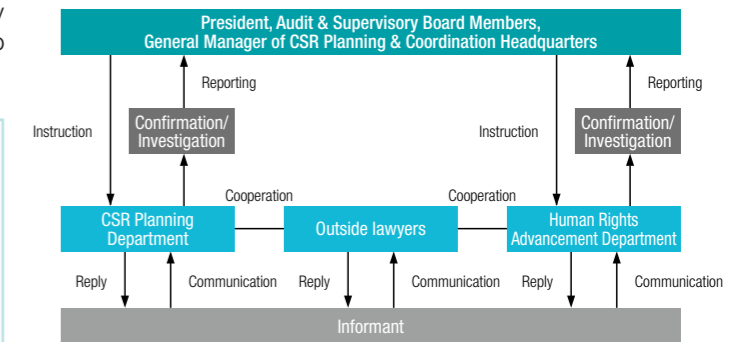 President, Audit & Supervisory Board Members,
General Manager of CSR Planning & Coordination Headquarters
Reporting
Reporting
Instruction
Confirmation/
Investigation
Instruction
Confirmation/
Investigation
Cooperation
Cooperation
CSR Planning
Department
Outside lawyers
Human Rights
Advancement Department
Reply
Communication
Reply
Communication
Reply
Communication
Informant